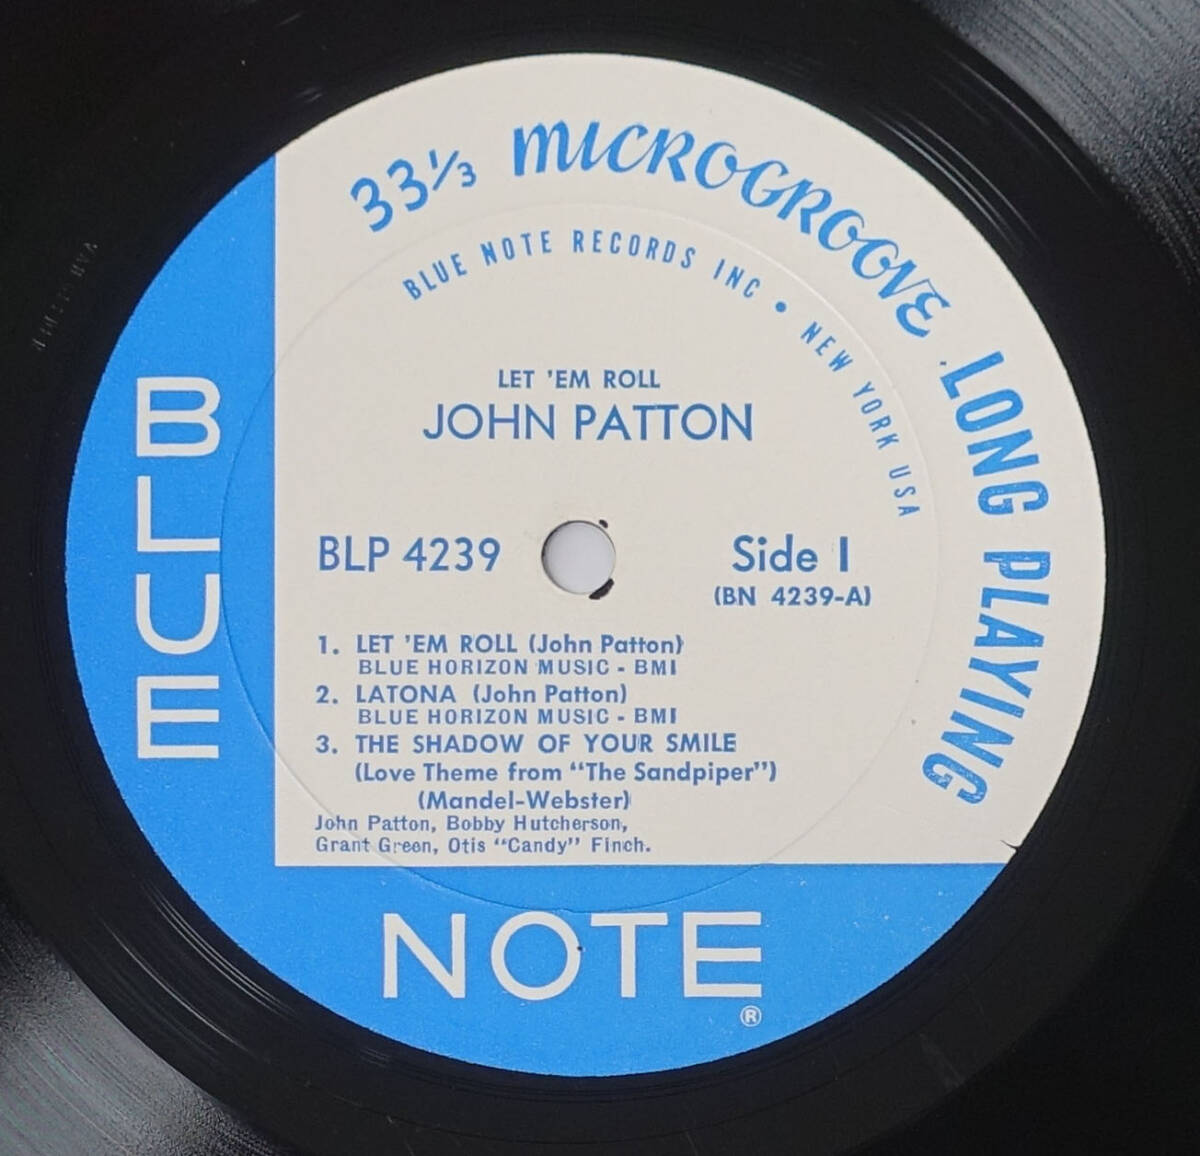 33⅓ MICROGROOVE LONG PLAYING
BLUE NOTE RECORDS INC • NEW YORK USA
LET 'EM ROLL
JOHN PATTON
BLP 4239
Side 1
(BN 4239-A)
1. LET 'EM ROLL (John Patton)
BLUE HORIZON MUSIC - BMI
2. LATONA (John Patton)
BLUE HORIZON MUSIC - BMI
3. THE SHADOW OF YOUR SMILE
(Love Theme from "The Sandpiper")
(Mandel-Webster)
John Patton, Bobby Hutcherson,
Grant Green, Otis "Candy" Finch.
BLUE
NOTE
®